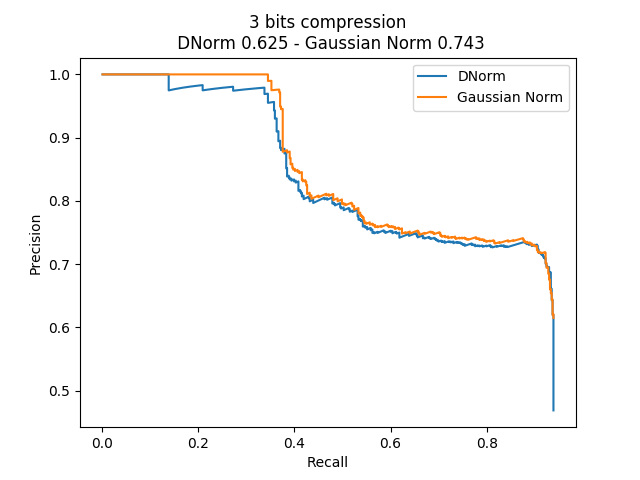 3 bits compression
DNorm 0.625 - Gaussian Norm 0.743
DNorm
Gaussian Norm
1.0
0.9
0.8
0.7
0.6
0.5
Precision
0.0 0.2 0.4 0.6 0.8
Recall